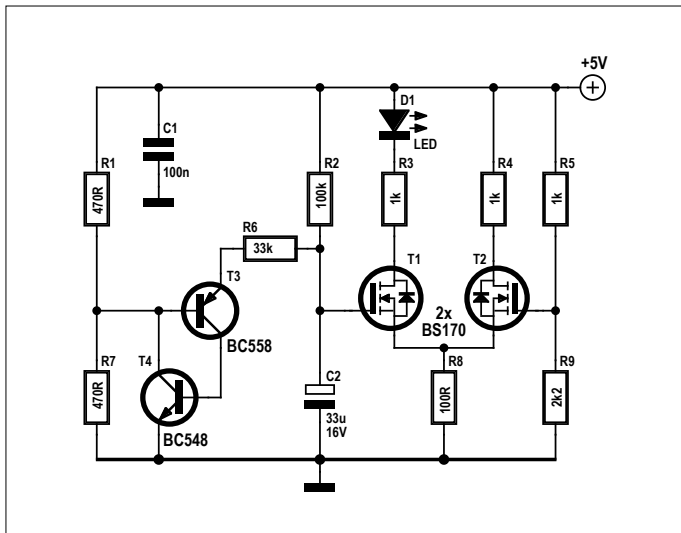 +5V
D1
LED
C1
100n
R1
470R
R2
100k
R3
1k
R4
1k
R5
1k
R6
33k
T3
BC558
T1
T2
2x
BS170
R7
470R
T4
BC548
C2
33u
16V
R8
100R
R9
2k2